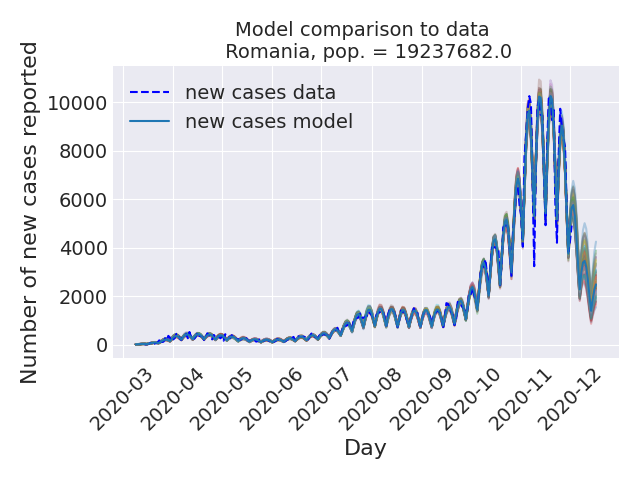 Model comparison to data
Romania, pop. = 19237682.0
Number of new cases reported
10000
8000
6000
4000
2000
0
new cases data
new cases model
2020-03
2020-04
2020-05
2020-06
2020-07
2020-08
2020-09
2020-10
2020-11
2020-12
Day